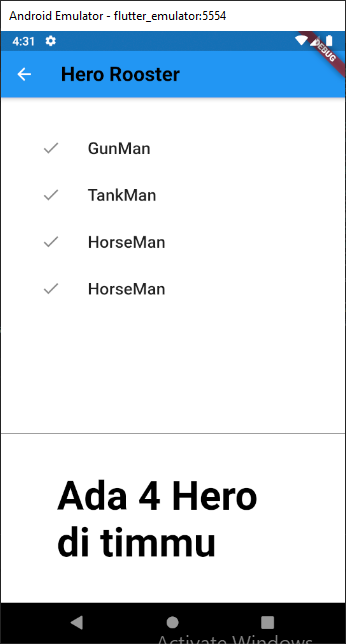 Android Emulator - flutter_emulator:5554
4:31
DEBUG
Hero Rooster
GunMan
TankMan
HorseMan
HorseMan
Ada 4 Hero
di timmu
Activate Windows